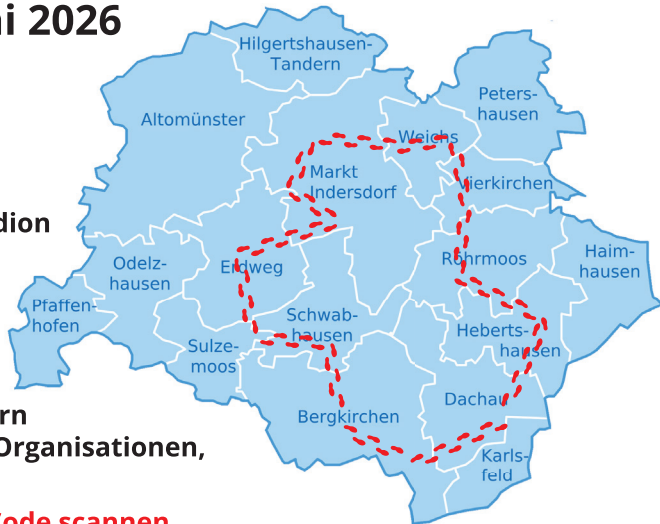 ni 2026
Hilgertshausen-
Tandern
Peters-
hausen
Altomünster
Weichs
Markt
Indersdorf
Vierkirchen
dion
Odelz-
hausen
Erdweg
Röhrmoos
Haim-
hausen
Pfaffen-
hofen
Schwab-
hausen
Heberts-
hausen
Sulze-
moos
Dachau
rn
Bergkirchen
Organisationen,
Karls-
feld
Code scannen